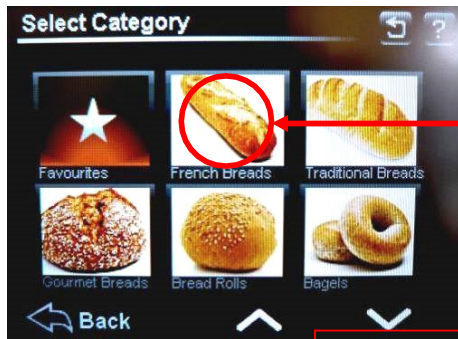 Select Category
?
Favourites
French Breads
Traditional Breads
Gourmet Breads
Bread Rolls
Bagels
Back